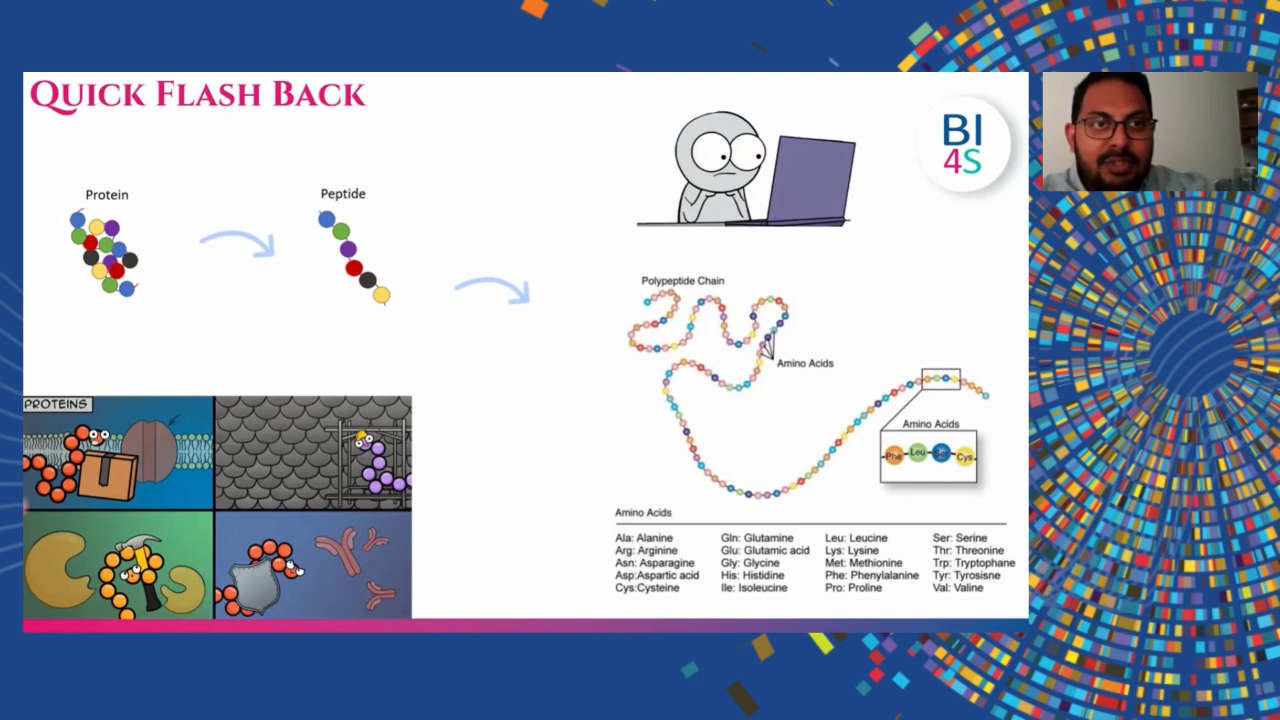 QUICK FLASH BACK
BI
4S
Protein
Peptide
Polypeptide Chain
Amino Acids
Amino Acids
Phe Leu Ser Cys
PROTEINS
Amino Acids
Ala: Alanine Gln: Glutamine Leu: Leucine Ser: Serine
Arg: Arginine Glu: Glutamic acid Lys: Lysine Thr: Threonine
Asn: Asparagine Gly: Glycine Met: Methionine Trp: Tryptophane
Asp:Aspartic acid His: Histidine Phe: Phenylalanine Tyr: Tyrosisne
Cys:Cysteine Ile: Isoleucine Pro: Proline Val: Valine